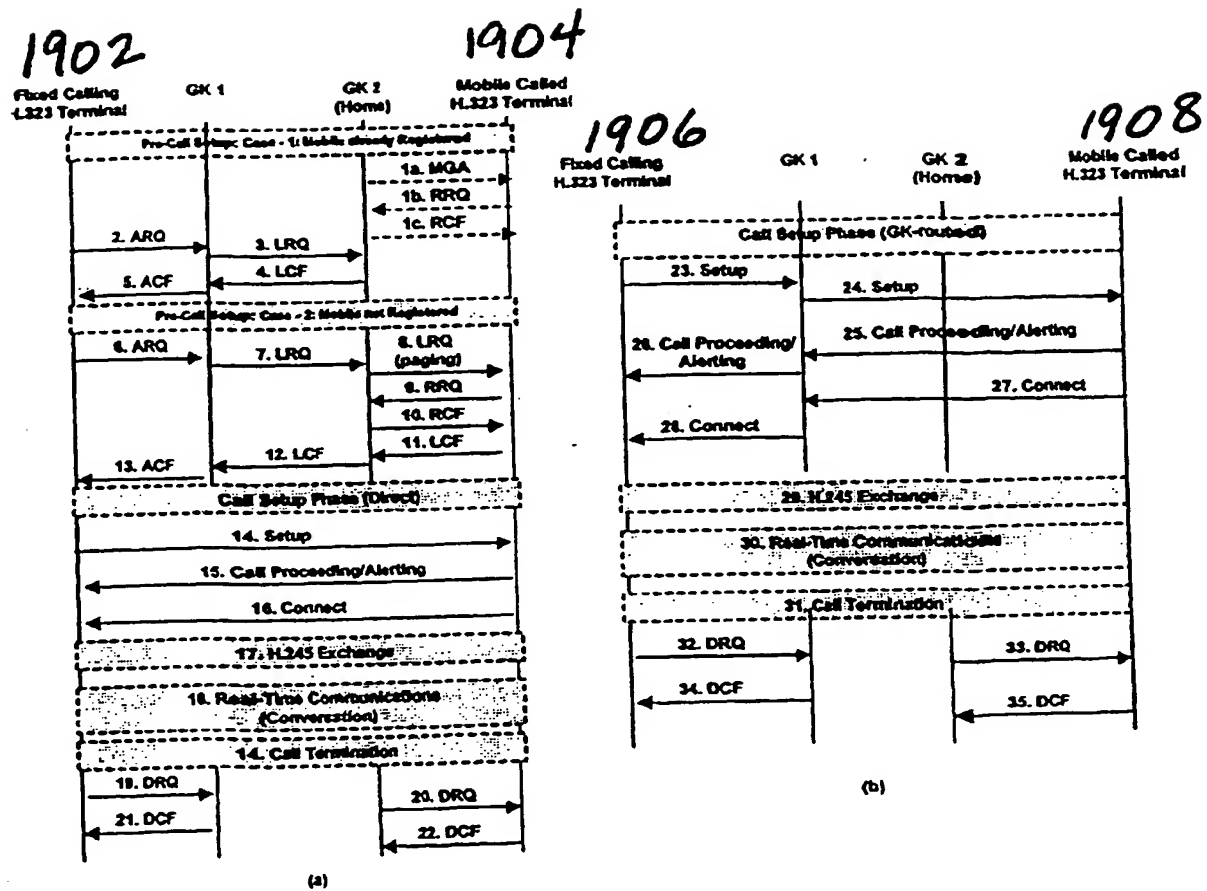 1902
1904
Fixed Calling
H.323 Terminal
GK 1
GK 2
(Home)
Mobile Called
H.323 Terminal
Pre-Call Setup: Case - 1: Mobile already Registered
1a. MGA
1b. RRQ
1c. RCF
2. ARQ
3. LRQ
4. LCF
5. ACF
Pre-Call Setup: Case - 2: Mobile not Registered
6. ARQ
7. LRQ
8. LRQ
(paging)
9. RRQ
10. RCF
11. LCF
12. LCF
13. ACF
Call Setup Phase (Direct)
14. Setup
15. Call Proceeding/Alerting
16. Connect
17. H.245 Exchange
18. Real-Time Communications
(Conversation)
14. Call Termination
19. DRQ
20. DRQ
21. DCF
22. DCF
(a)
1906
1908
Fixed Calling
H.323 Terminal
GK 1
GK 2
(Home)
Mobile Called
H.323 Terminal
Call Setup Phase (GK-routed)
23. Setup
24. Setup
25. Call Proceeding/Alerting
26. Call Proceeding/
Alerting
27. Connect
28. Connect
29. H.245 Exchange
30. Real-Time Communications
(Conversation)
31. Call Termination
32. DRQ
33. DRQ
34. DCF
35. DCF
(b)